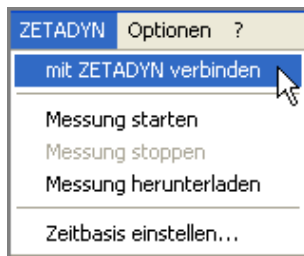 ZETADYN Optionen ?
mit ZETADYN verbinden
Messung starten
Messung stoppen
Messung herunterladen
Zeitbasis einstellen...